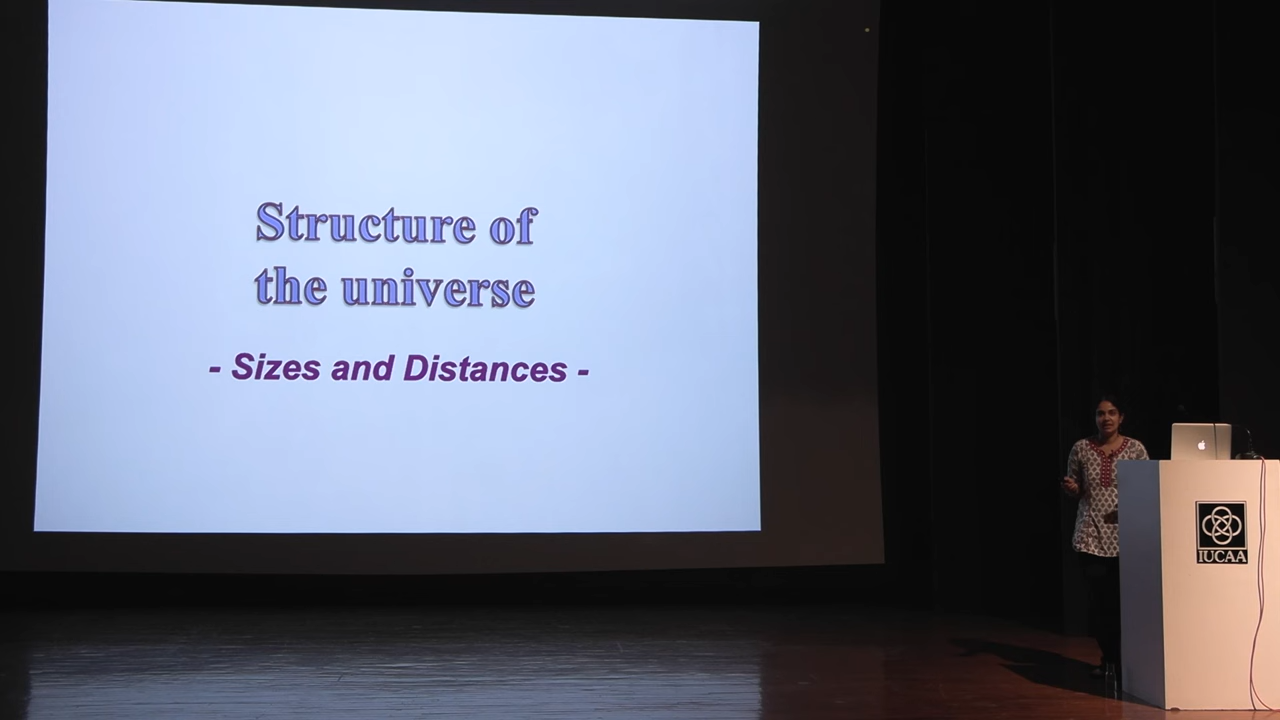 Structure of
the universe
- Sizes and Distances -
IUCAA